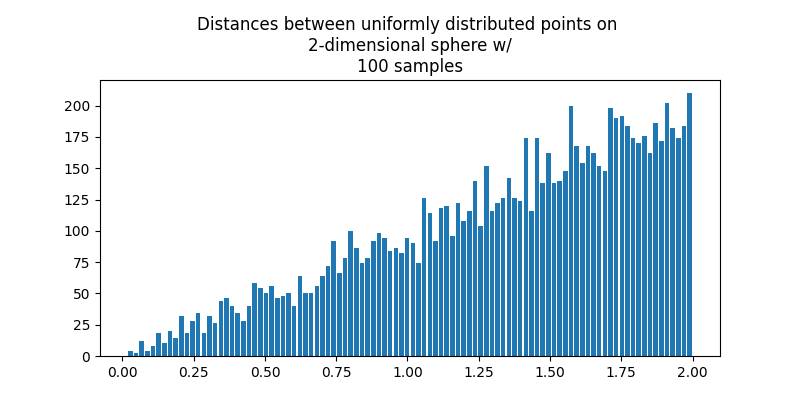 Distances between uniformly distributed points on
2-dimensional sphere w/
100 samples
200
175
150
125
100
75
50
25
0
0.00 0.25 0.50 0.75 1.00 1.25 1.50 1.75 2.00